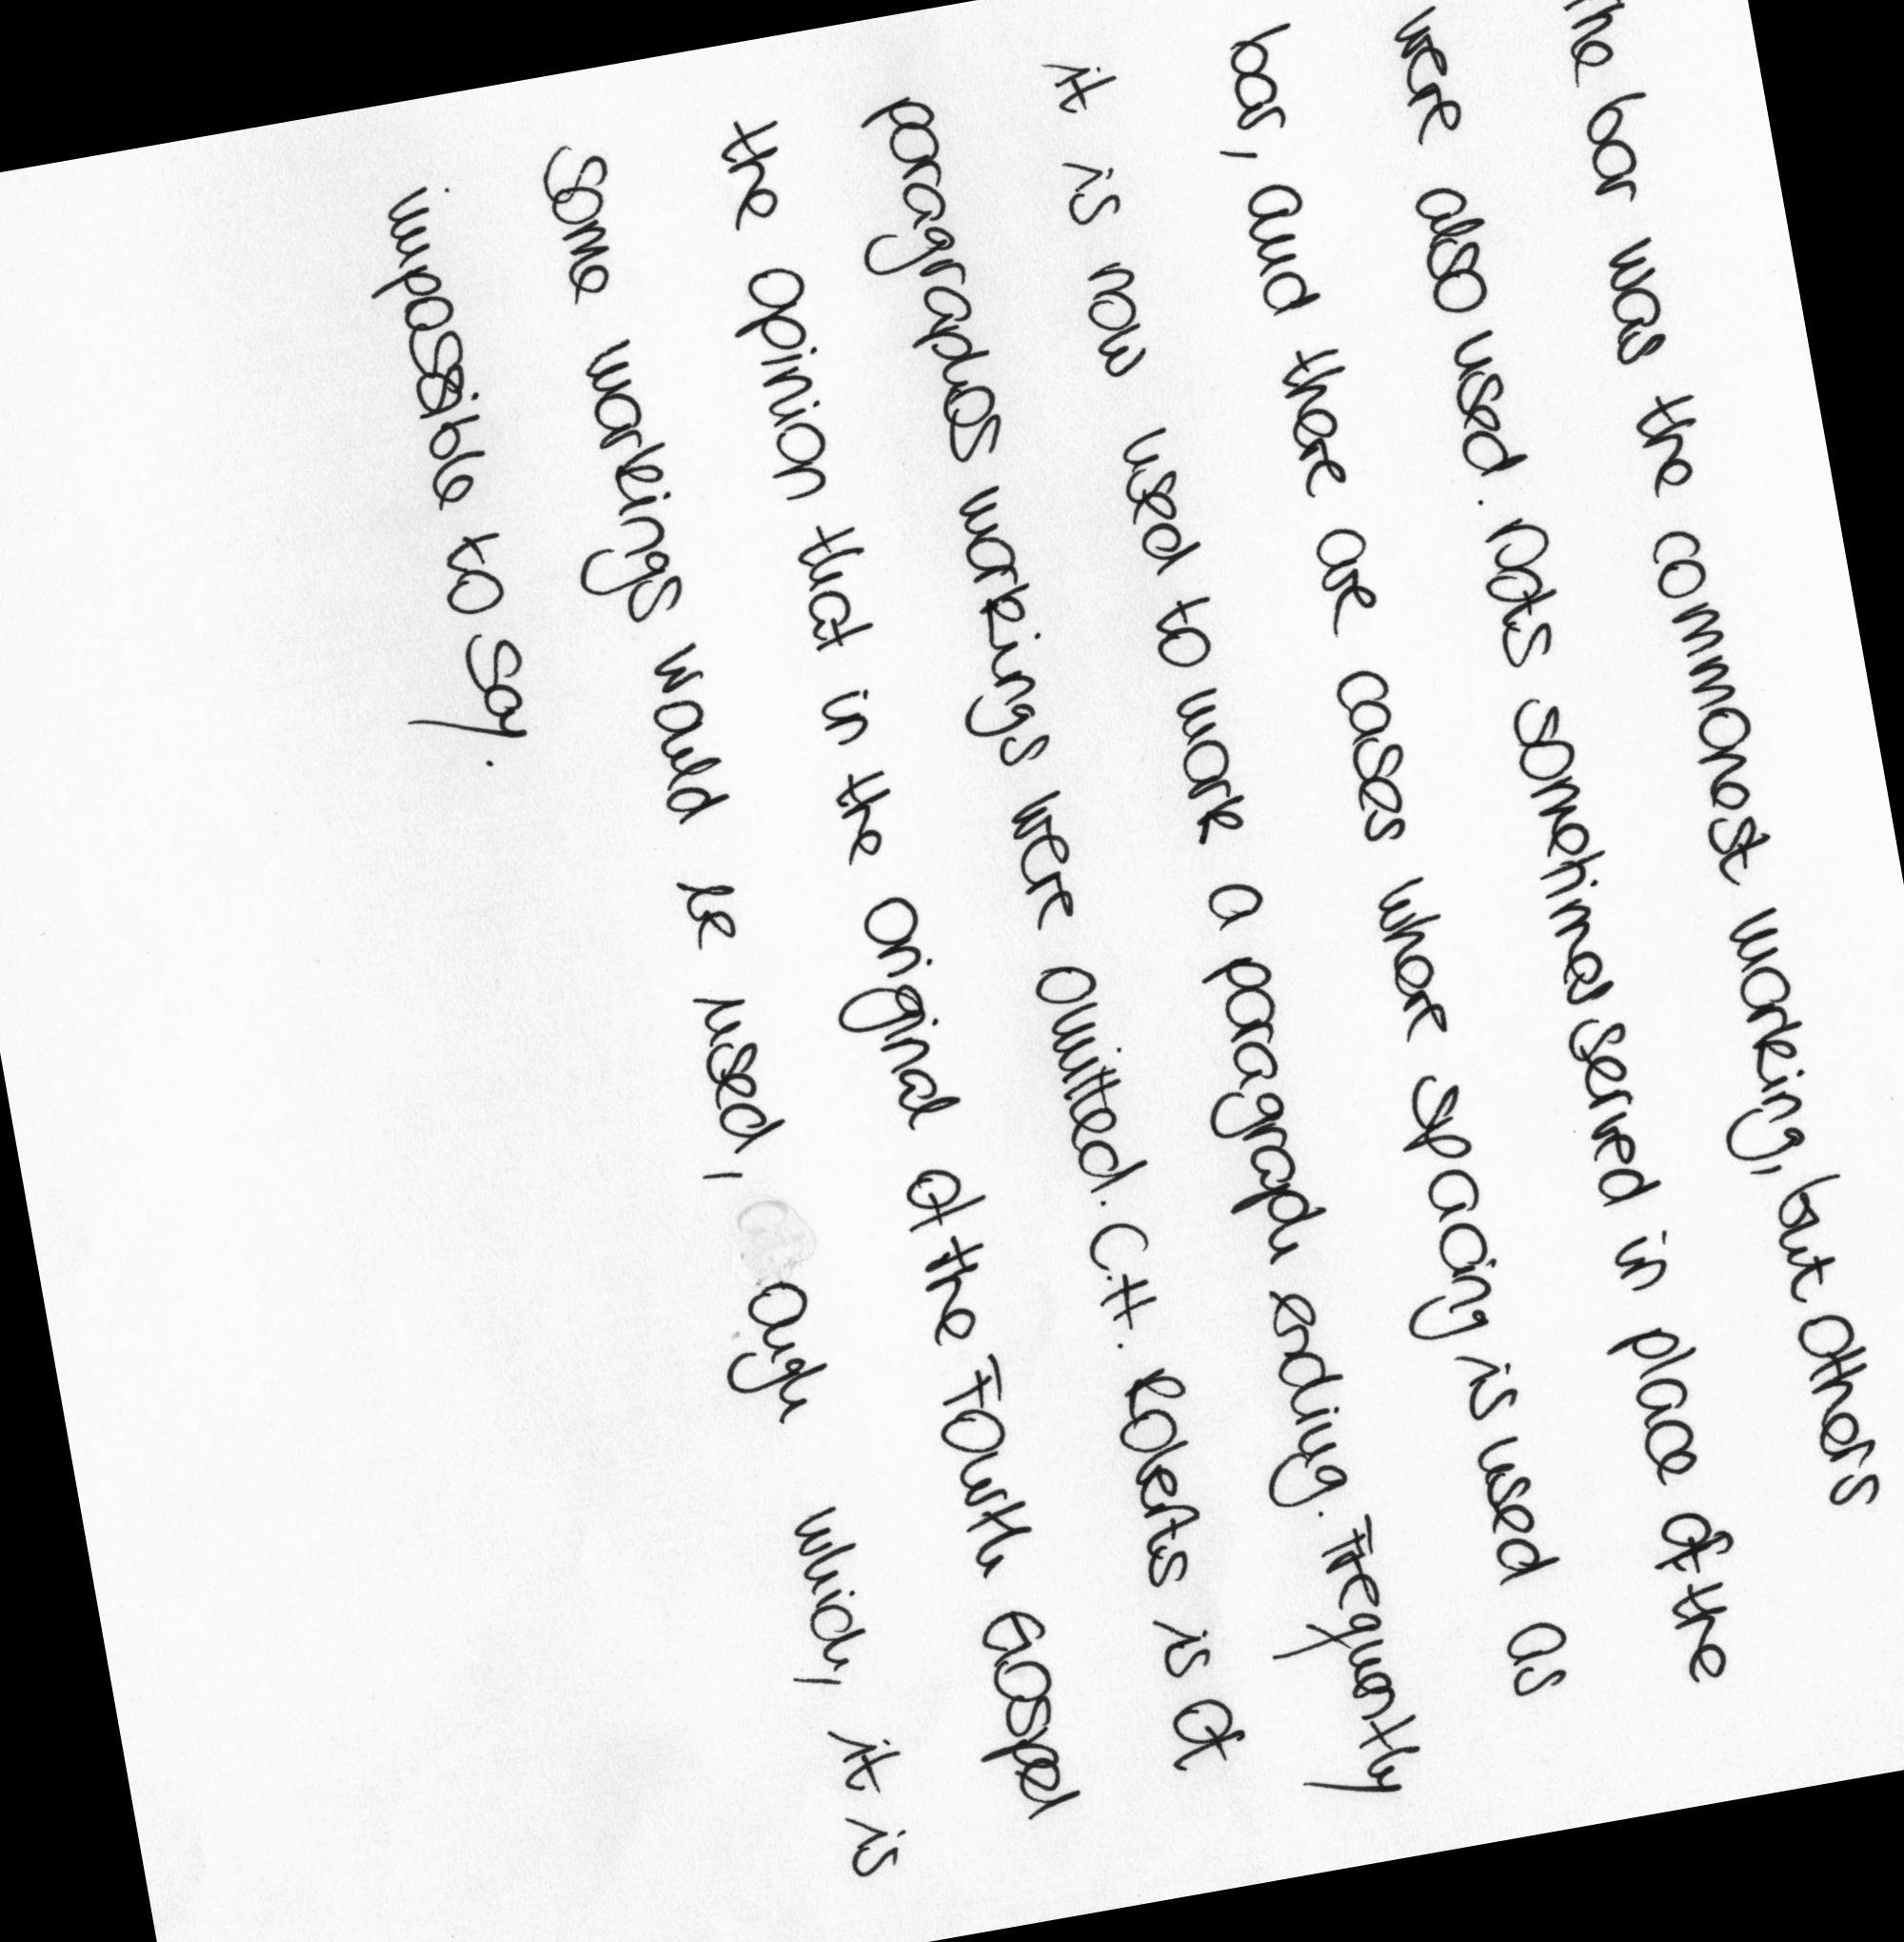 The bar was the commonest marking, but others
were also used. Dots sometimes served in place of the
bar, and there are cases where spacing is used as
it is now used to mark a paragraph ending. Frequently
paragraphos markings were omitted. C.H. Roberts is of
the opinion that in the original of the Fourth Gospel
some markings would be used, ough which, it is
impossible to say.